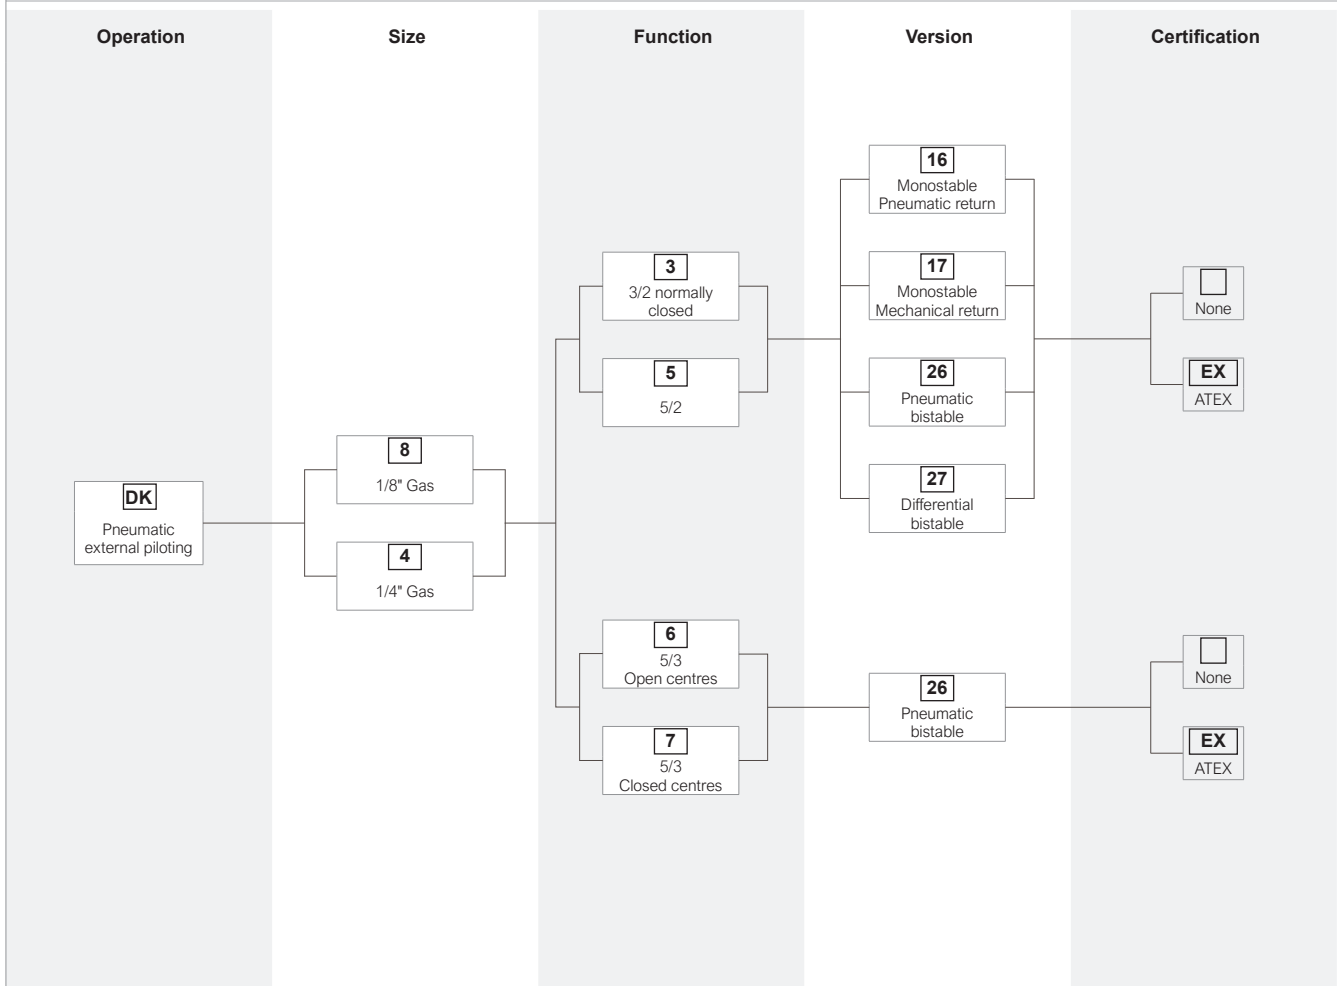 Operation
Size
Function
Version
Certification
DK
Pneumatic
external piloting
8
1/8" Gas
4
1/4" Gas
3
3/2 normally
closed
5
5/2
6
5/3
Open centres
7
5/3
Closed centres
16
Monostable
Pneumatic return
17
Monostable
Mechanical return
26
Pneumatic
bistable
27
Differential
bistable
26
Pneumatic
bistable
None
EX
ATEX
None
EX
ATEX